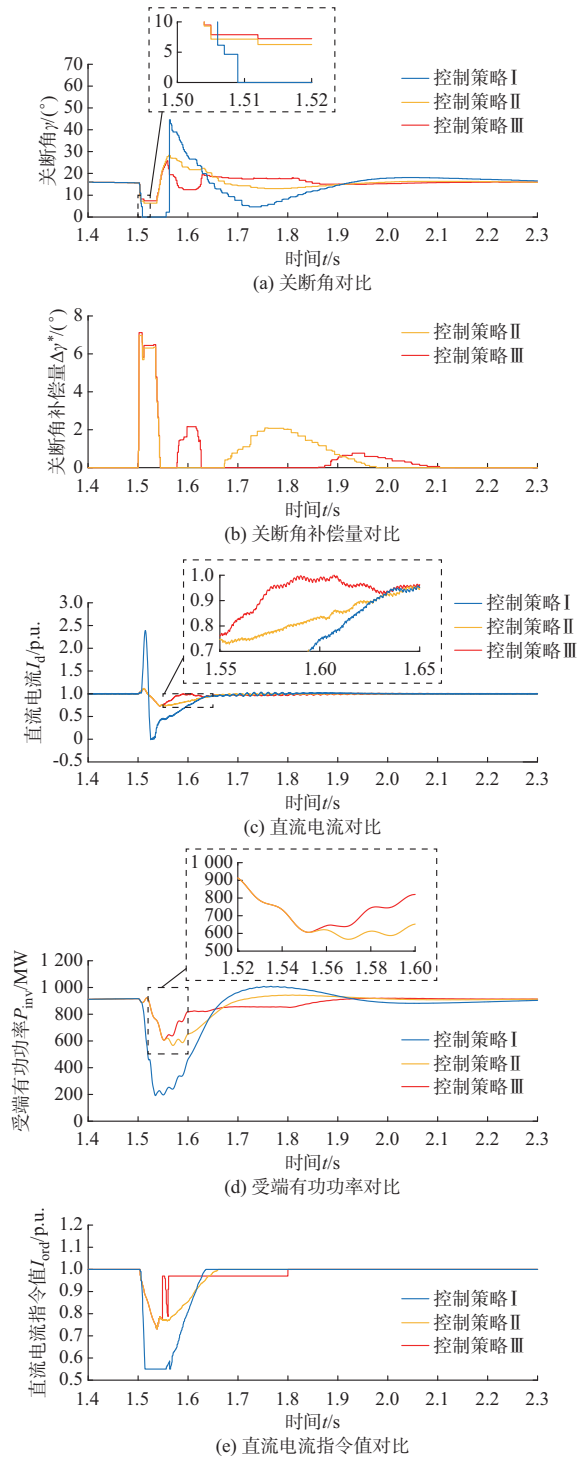 10
5
0
1.50 1.51 1.52
控制策略Ⅰ
控制策略Ⅱ
控制策略Ⅲ
关断角γ/(°)
70
60
50
40
30
20
10
0
1.4 1.5 1.6 1.7 1.8 1.9 2.0 2.1 2.2 2.3
时间t/s
(a) 关断角对比
控制策略Ⅱ
控制策略Ⅲ
关断角补偿量Δγ*/(°)
8
6
4
2
0
1.4 1.5 1.6 1.7 1.8 1.9 2.0 2.1 2.2 2.3
时间t/s
(b) 关断角补偿量对比
1.0
0.9
0.8
0.7
1.55 1.60 1.65
控制策略Ⅰ
控制策略Ⅱ
控制策略Ⅲ
直流电流Id/p.u.
3.0
2.5
2.0
1.5
1.0
0.5
0
-0.5
1.4 1.5 1.6 1.7 1.8 1.9 2.0 2.1 2.2 2.3
时间t/s
(c) 直流电流对比
1 000
900
800
700
600
500
1.52 1.54 1.56 1.58 1.60
受端有功功率Pinv/MW
1 200
1 000
800
600
400
200
0
控制策略Ⅰ
控制策略Ⅱ
控制策略Ⅲ
1.4 1.5 1.6 1.7 1.8 1.9 2.0 2.1 2.2 2.3
时间t/s
(d) 受端有功功率对比
直流电流指令值Iord/p.u.
1.2
1.1
1.0
0.9
0.8
0.7
0.6
0.5
控制策略Ⅰ
控制策略Ⅱ
控制策略Ⅲ
1.4 1.5 1.6 1.7 1.8 1.9 2.0 2.1 2.2 2.3
时间t/s
(e) 直流电流指令值对比